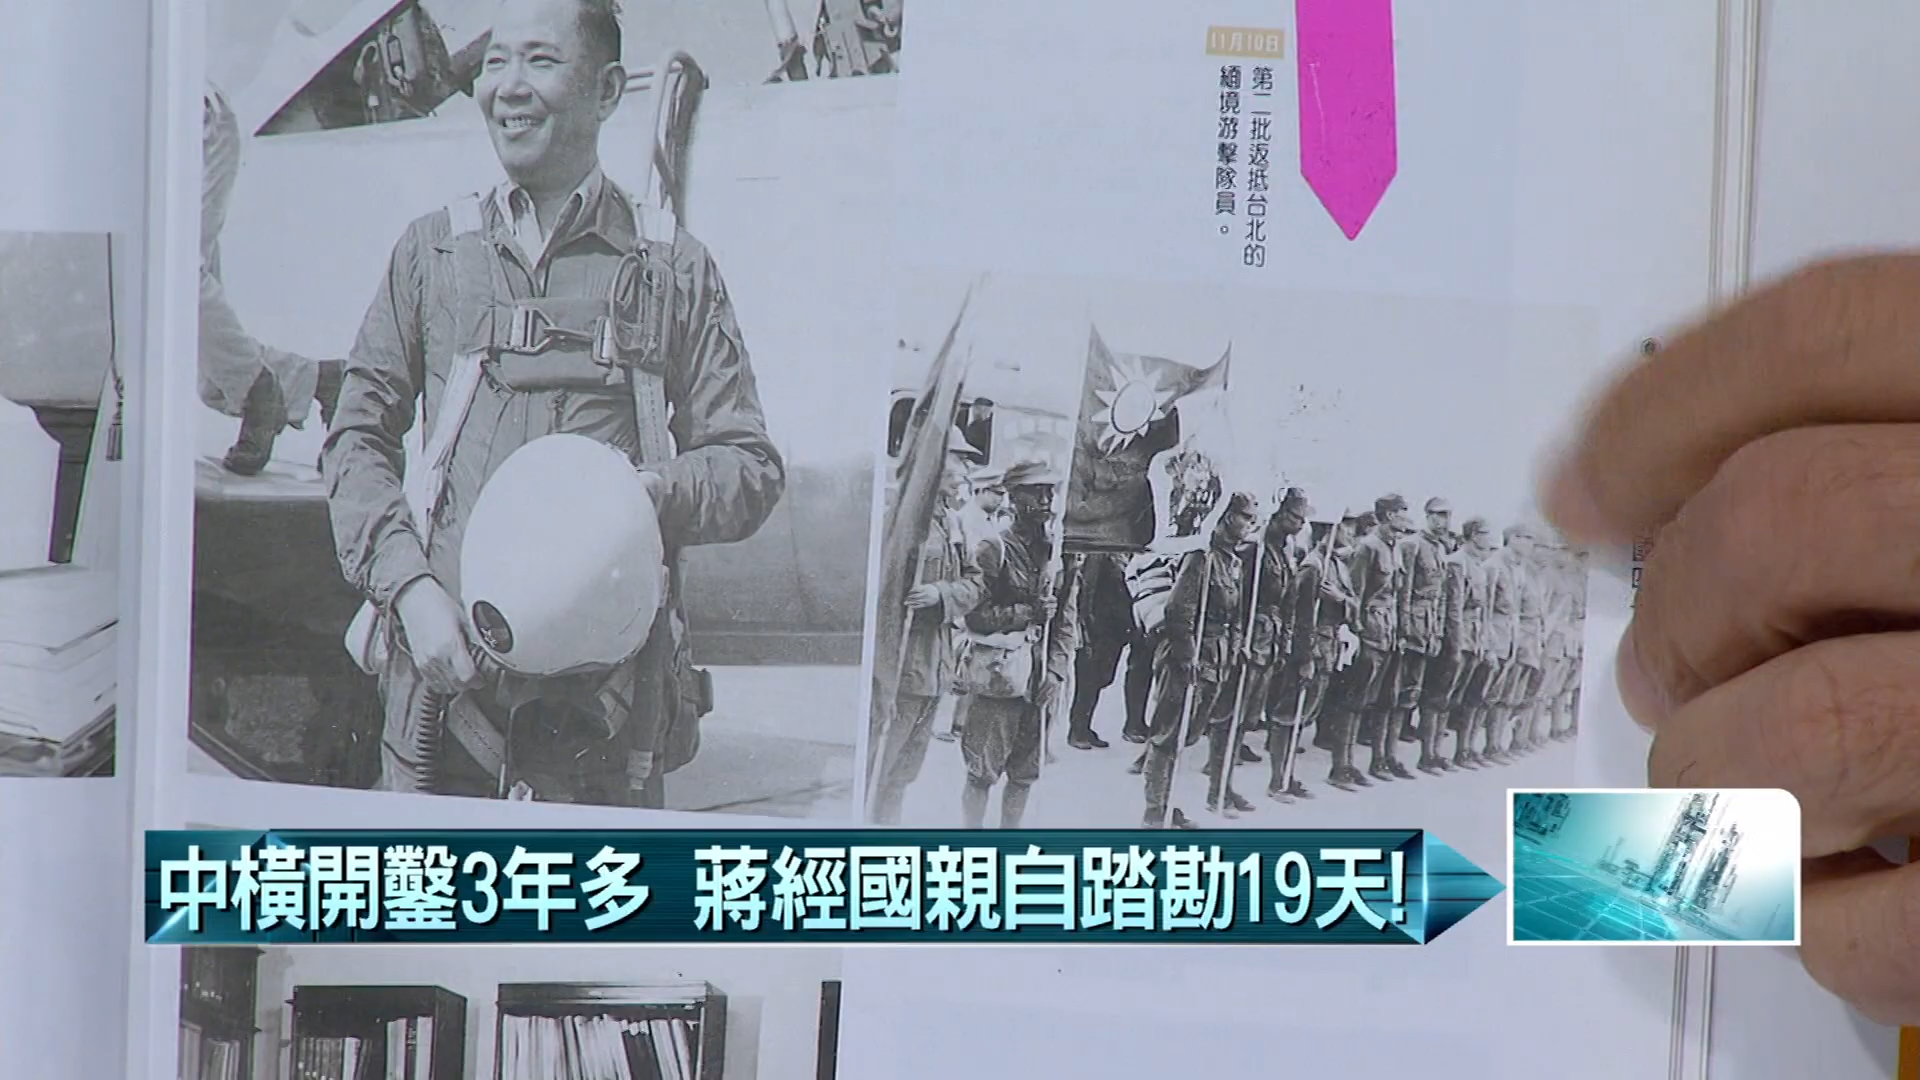 11月10日
第二批返抵台北的
緬境游擊隊員。
中橫開鑿3年多 蔣經國親自踏勘19天!